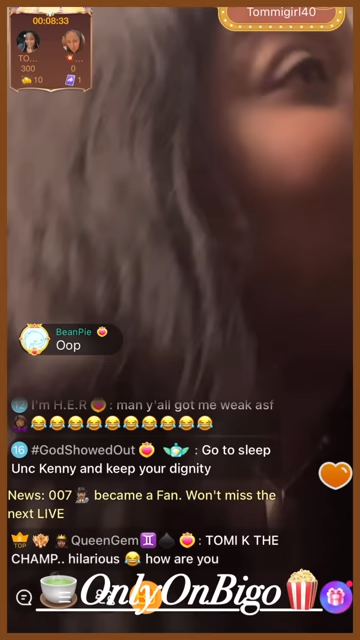 Tommigirl40
00:08:33
TO...
300
0
10
1
BeanPie
Oop
12 I'm H.E.R : man y'all got me weak asf
16 #GodShowedOut : Go to sleep
Unc Kenny and keep your dignity
News: 007 became a Fan. Won't miss the
next LIVE
TOP QueenGem : TOMI K THE
CHAMP.. hilarious 😂 how are you
OnlyOnBigo